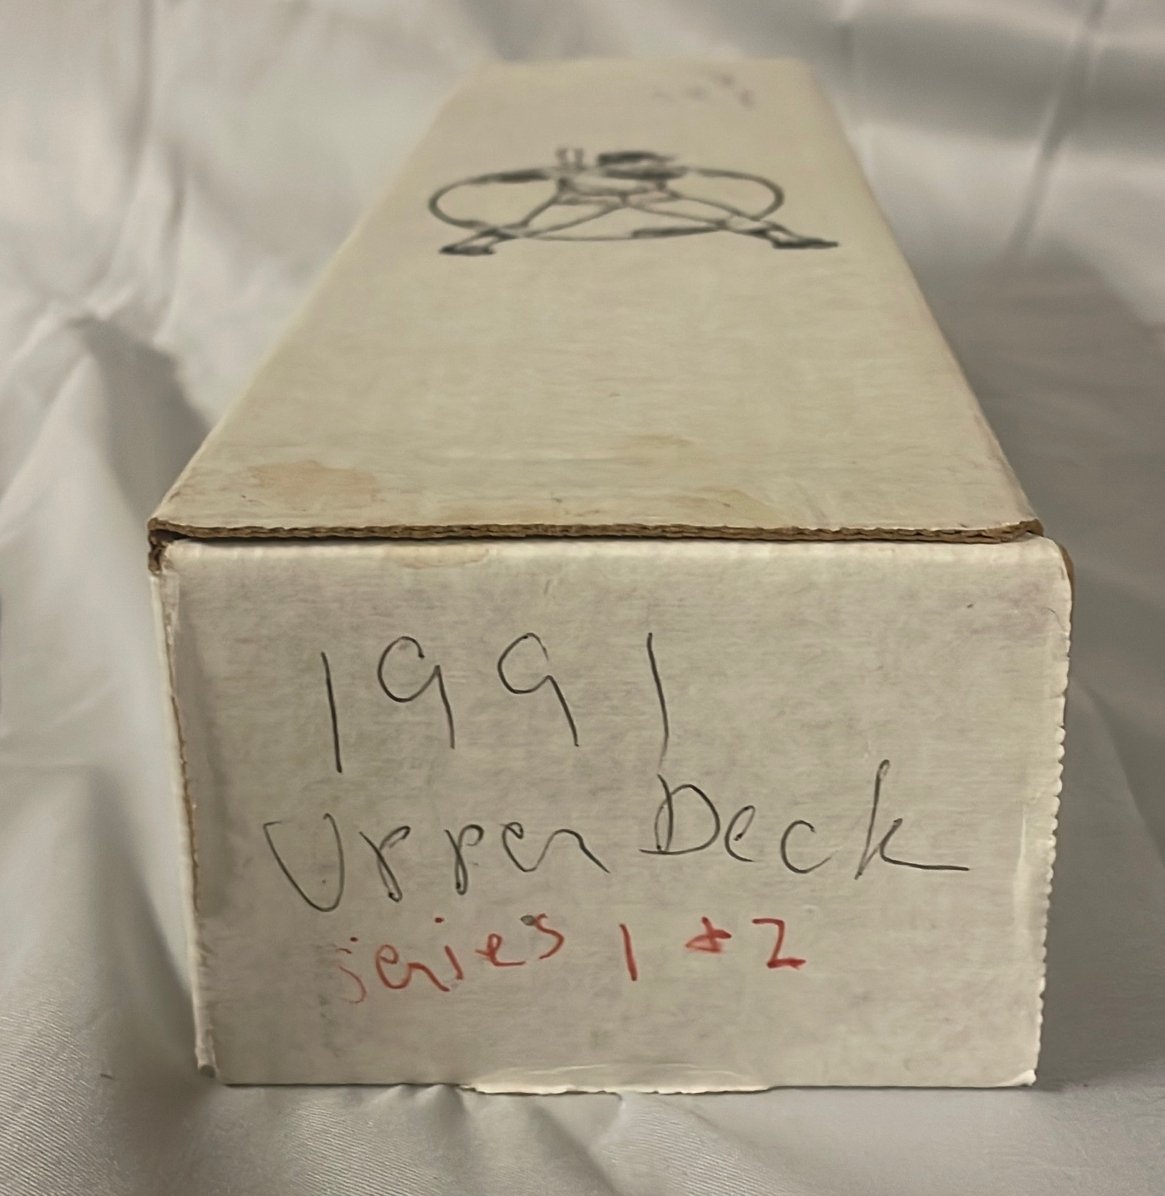 1991
Upper Deck
series 1 + 2